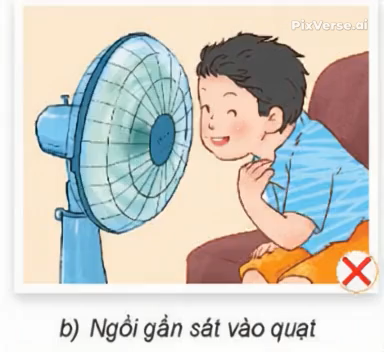 PixVerse.ai
b) Ngồi gần sát vào quạt